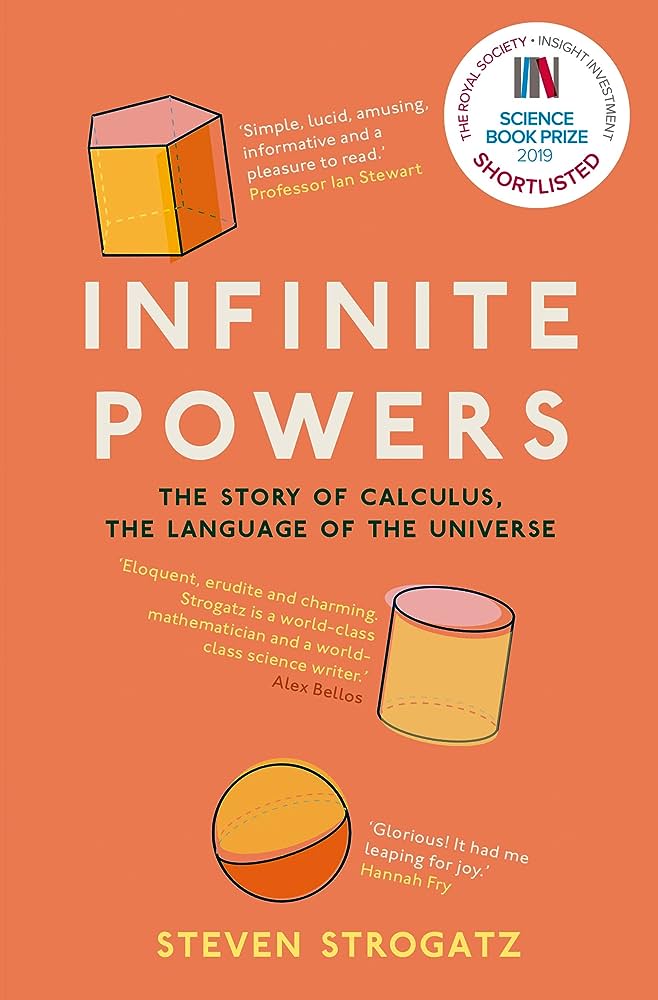 THE ROYAL SOCIETY • INSIGHT INVESTMENT
SCIENCE
BOOK PRIZE
2019
SHORTLISTED
‘Simple, lucid, amusing,
informative and a
pleasure to read.’
Professor Ian Stewart
INFINITE
POWERS
THE STORY OF CALCULUS,
THE LANGUAGE OF THE UNIVERSE
‘Eloquent, erudite and charming.
Strogatz is a world-class
mathematician and a world-
class science writer.’
Alex Bellos
‘Glorious! It had me
leaping for joy.’
Hannah Fry
STEVEN STROGATZ